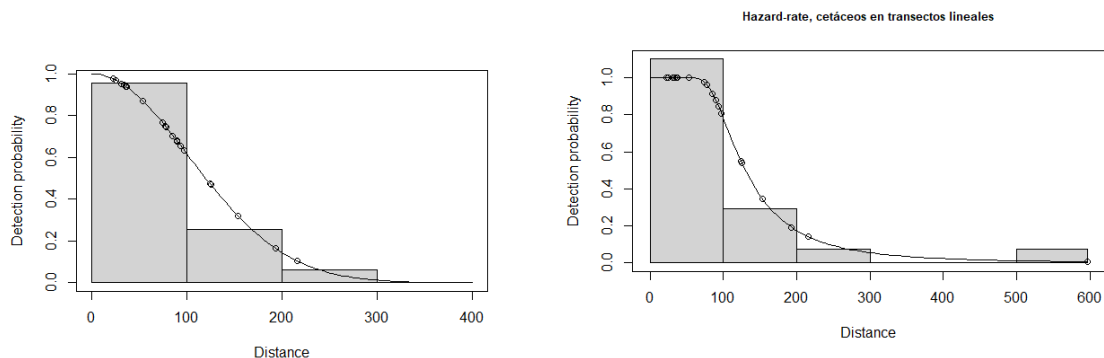 Detection probability
0.0 0.2 0.4 0.6 0.8 1.0
0 100 200 300 400
Distance
Hazard-rate, cetáceos en transectos lineales
Detection probability
0.0 0.2 0.4 0.6 0.8 1.0
0 100 200 300 400 500 600
Distance